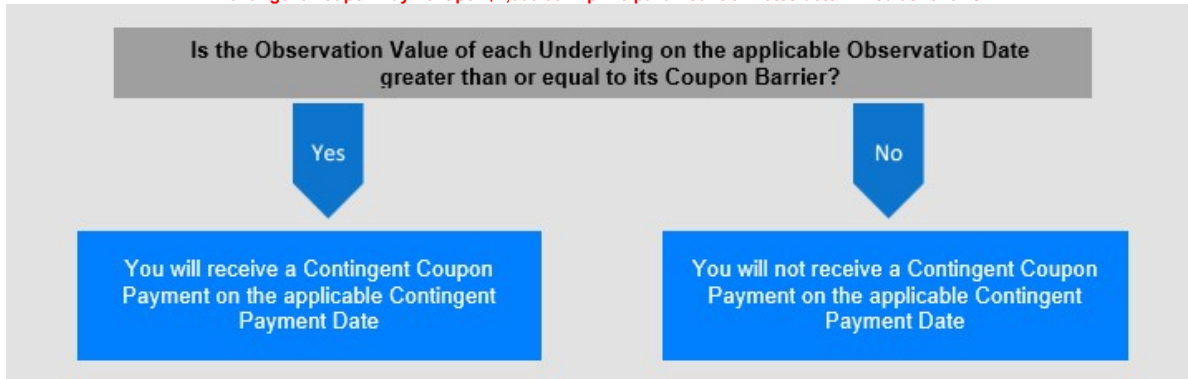 Is the Observation Value of each Underlying on the applicable Observation Date
greater than or equal to its Coupon Barrier?
Yes
No
You will receive a Contingent Coupon
Payment on the applicable Contingent
Payment Date
You will not receive a Contingent Coupon
Payment on the applicable Contingent
Payment Date